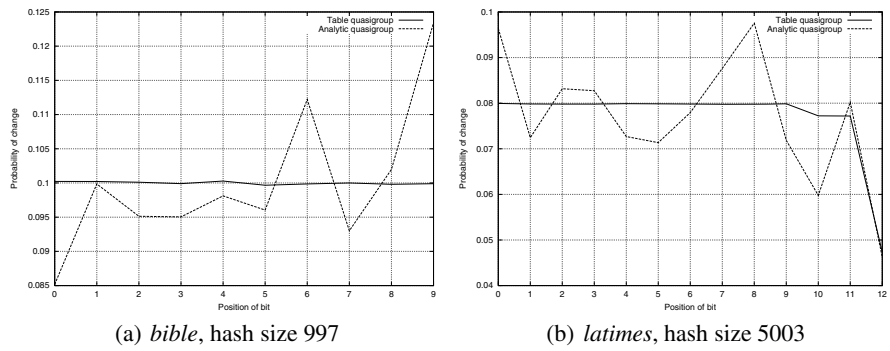 0.125
0.12
0.115
0.11
0.105
0.1
0.095
0.09
0.085
Probability of change
Table quasigroup
Analytic quasigroup
0 1 2 3 4 5 6 7 8 9
Position of bit
(a) bible, hash size 997
0.1
0.09
0.08
0.07
0.06
0.05
0.04
Probability of change
Table quasigroup
Analytic quasigroup
0 1 2 3 4 5 6 7 8 9 10 11 12
Position of bit
(b) latimes, hash size 5003